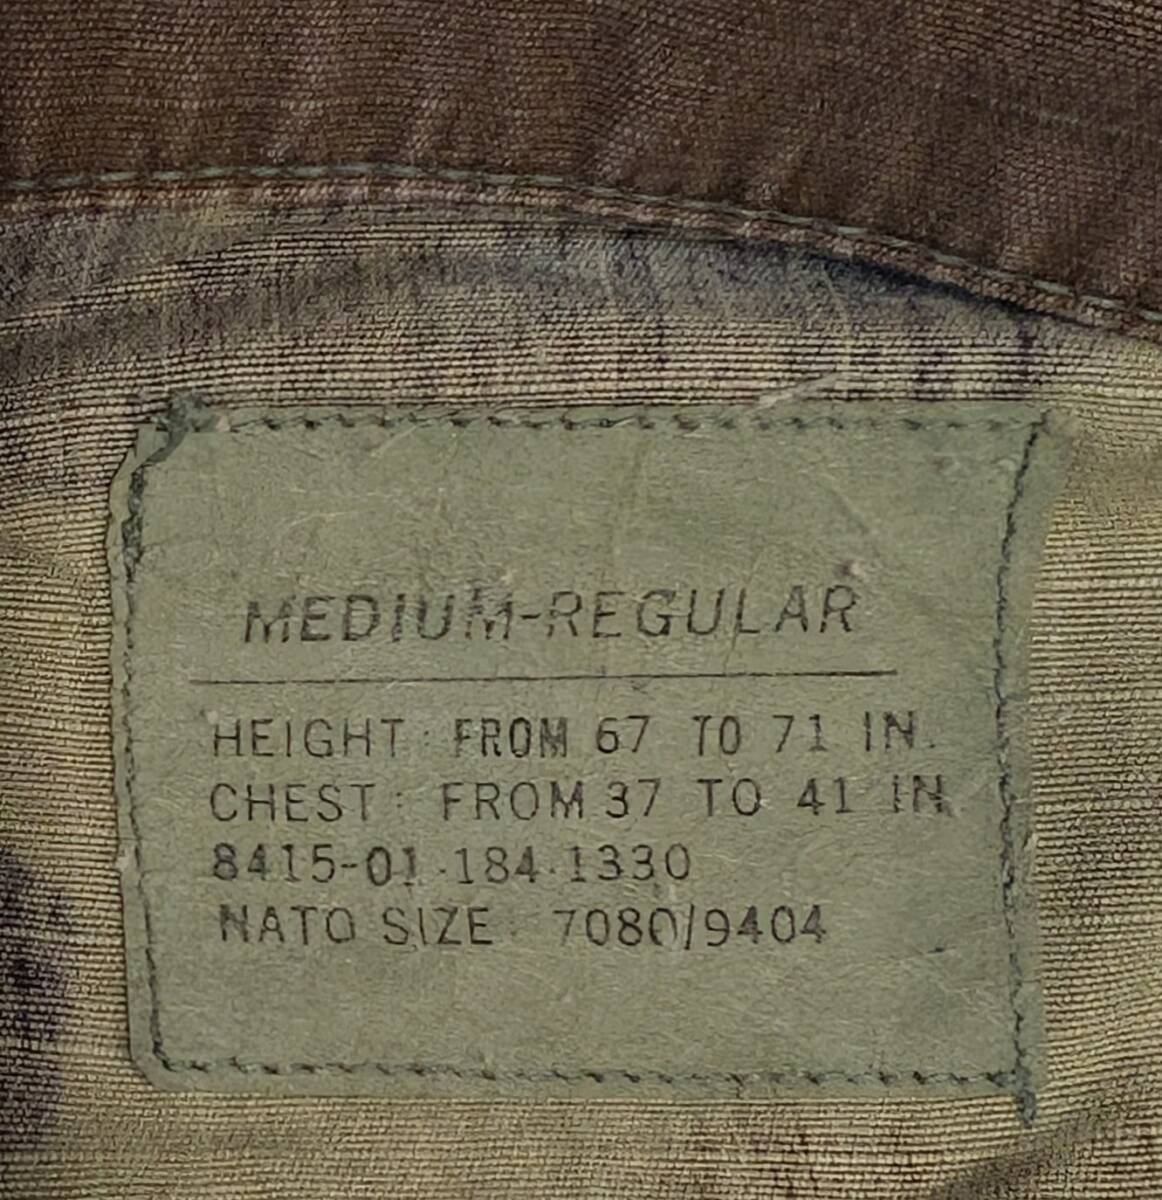 MEDIUM-REGULAR
HEIGHT: FROM 67 TO 71 IN.
CHEST: FROM 37 TO 41 IN.
8415-01-184-1330
NATO SIZE: 7080/9404